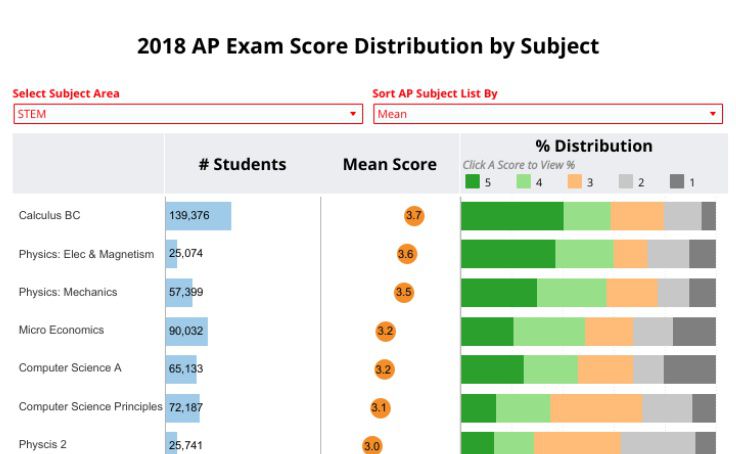 2018 AP Exam Score Distribution by Subject
Select Subject Area
Sort AP Subject List By
STEM
Mean
# Students
Mean Score
% Distribution
Click A Score to View %
5 4 3 2 1
Calculus BC 139,376 3.7
Physics: Elec & Magnetism 25,074 3.6
Physics: Mechanics 57,399 3.5
Micro Economics 90,032 3.2
Computer Science A 65,133 3.2
Computer Science Principles 72,187 3.1
Physcis 2 25,741 3.0